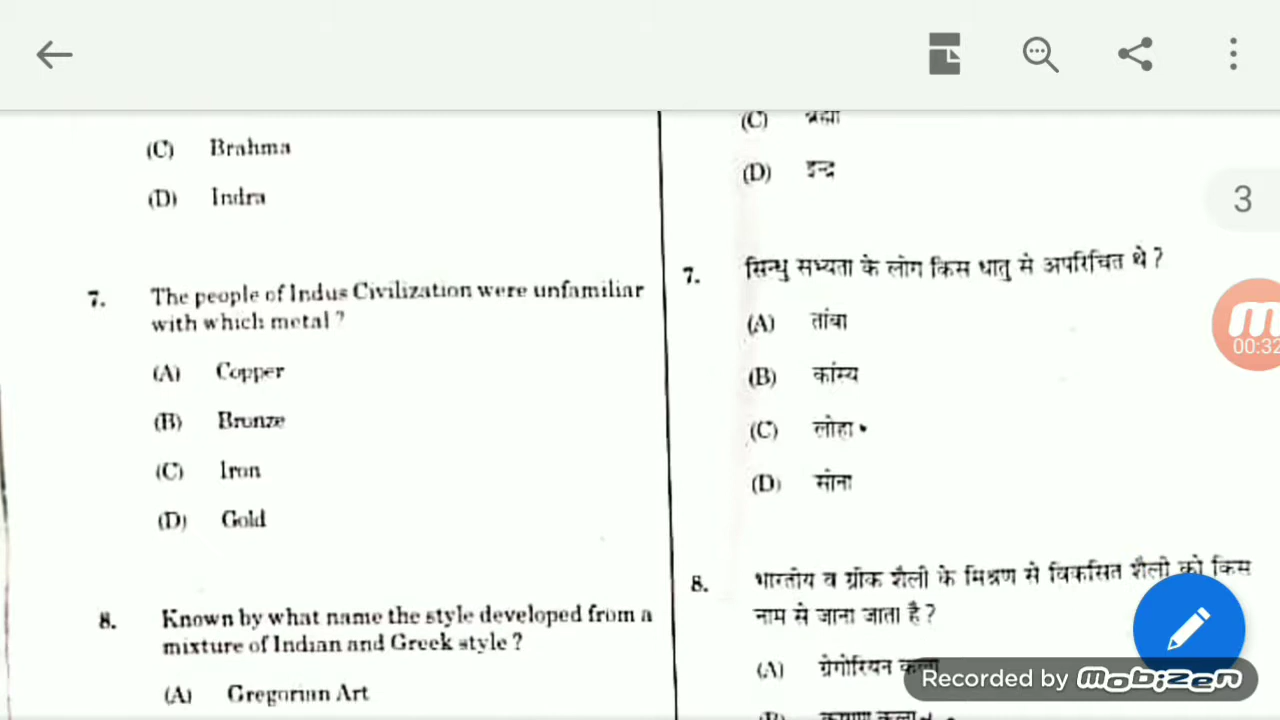 (C) Brahma
(D) Indra
7. The people of Indus Civilization were unfamiliar
with which metal ?
(A) Copper
(B) Bronze
(C) Iron
(D) Gold
8. Known by what name the style developed from a
mixture of Indian and Greek style ?
(A) Gregorian Art
(C) ब्रह्मा
(D) इन्द्र
7. सिन्धु सभ्यता के लोग किस धातु से अपरिचित थे ?
(A) तांबा
(B) कांस्य
(C) लोहा
(D) सोना
8. भारतीय व ग्रीक शैली के मिश्रण से विकसित शैली को किस
नाम से जाना जाता है ?
(A) ग्रेगोरियन कला
3
00:32
Recorded by mobizen